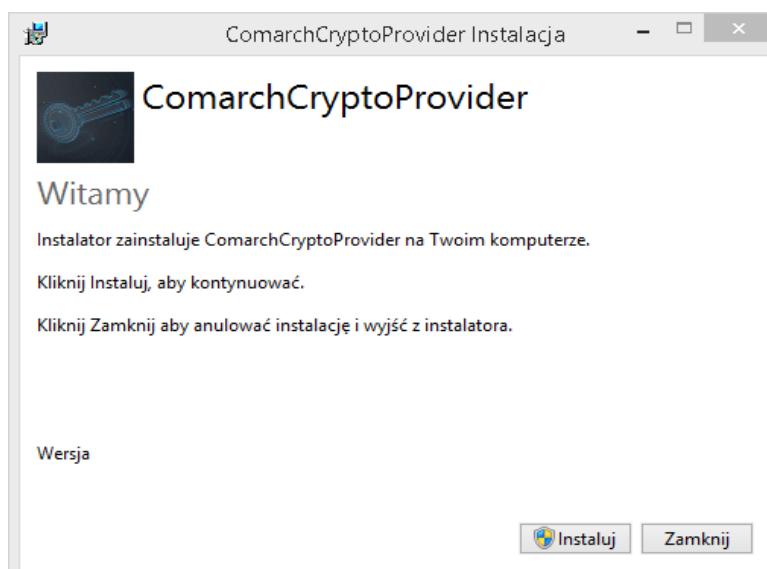 ComarchCryptoProvider Instalacja
ComarchCryptoProvider
Witamy
Instalator zainstaluje ComarchCryptoProvider na Twoim komputerze.
Kliknij Instaluj, aby kontynuować.
Kliknij Zamknij aby anulować instalację i wyjść z instalatora.
Wersja
Instaluj Zamknij